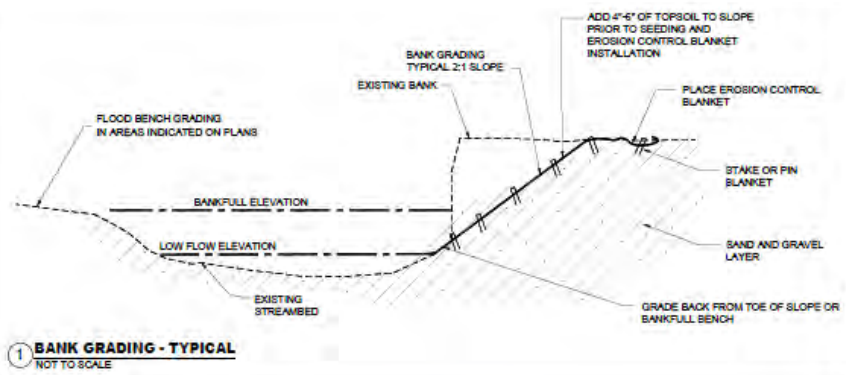 ADD 4"-6" OF TOPSOIL TO SLOPE
PRIOR TO SEEDING AND
EROSION CONTROL BLANKET
INSTALLATION
BANK GRADING
TYPICAL 2:1 SLOPE
EXISTING BANK
PLACE EROSION CONTROL
BLANKET
FLOOD BENCH GRADING
IN AREAS INDICATED ON PLANS
STAKE OR PIN
BLANKET
BANKFULL ELEVATION
LOW FLOW ELEVATION
SAND AND GRAVEL
LAYER
EXISTING
STREAMBED
GRADE BACK FROM TOE OF SLOPE OR
BANKFULL BENCH
1 BANK GRADING - TYPICAL
NOT TO SCALE